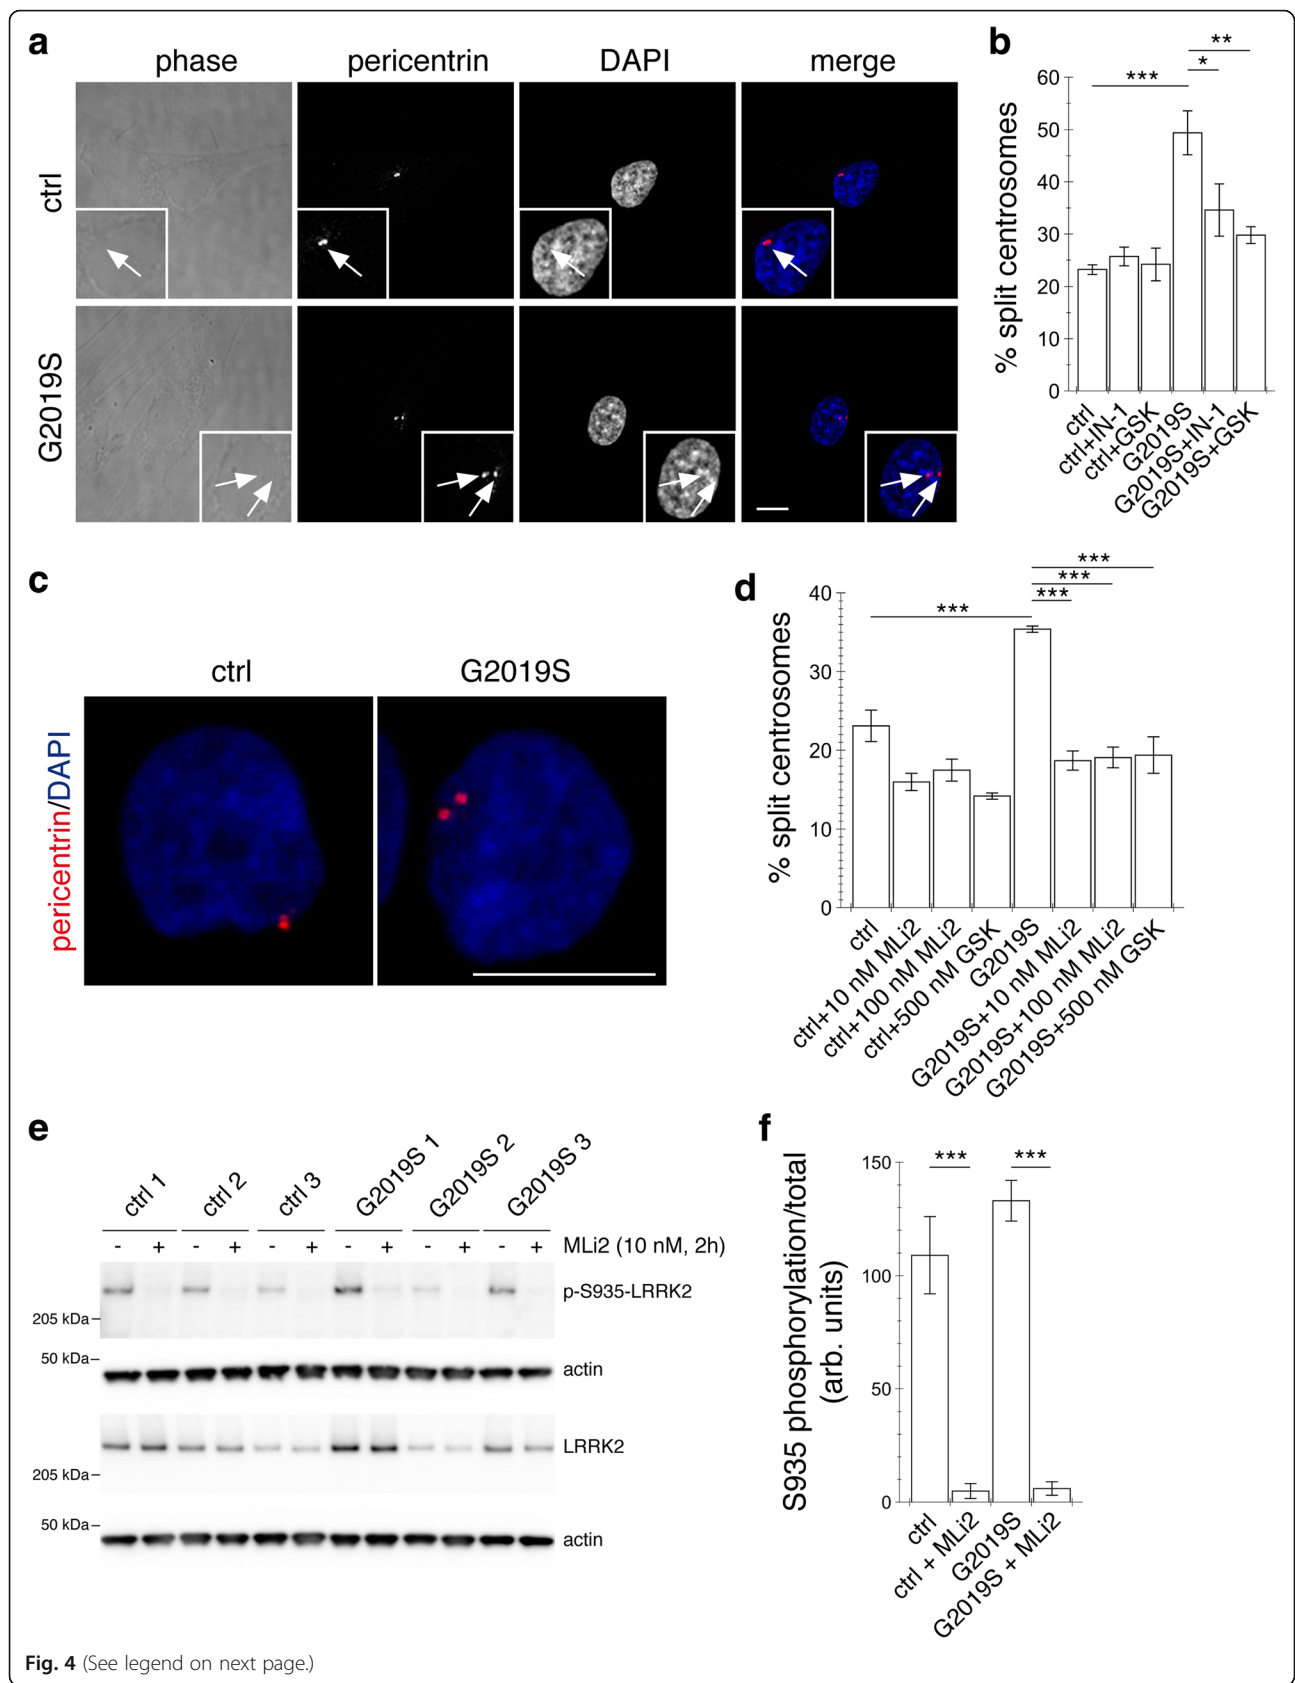 a
phase pericentrin DAPI merge
ctrl
G2019S
b
** 
*
***
% split centrosomes
60
50
40
30
20
10
0
ctrl
ctrl+IN-1
ctrl+GSK
G2019S
G2019S+IN-1
G2019S+GSK
c
ctrl G2019S
pericentrin/DAPI
d
***
***
***
***
% split centrosomes
40
30
20
10
0
ctrl
ctrl+10 nM MLi2
ctrl+100 nM MLi2
ctrl+500 nM GSK
G2019S
G2019S+10 nM MLi2
G2019S+100 nM MLi2
G2019S+500 nM GSK
e
ctrl 1 ctrl 2 ctrl 3 G2019S 1 G2019S 2 G2019S 3
- + - + - + - + - + - + MLi2 (10 nM, 2h)
p-S935-LRRK2
205 kDa
50 kDa
actin
LRRK2
205 kDa
50 kDa
actin
f
*** ***
S935 phosphorylation/total
(arb. units)
150
100
50
0
ctrl
ctrl + MLi2
G2019S
G2019S + MLi2
Fig. 4 (See legend on next page.)